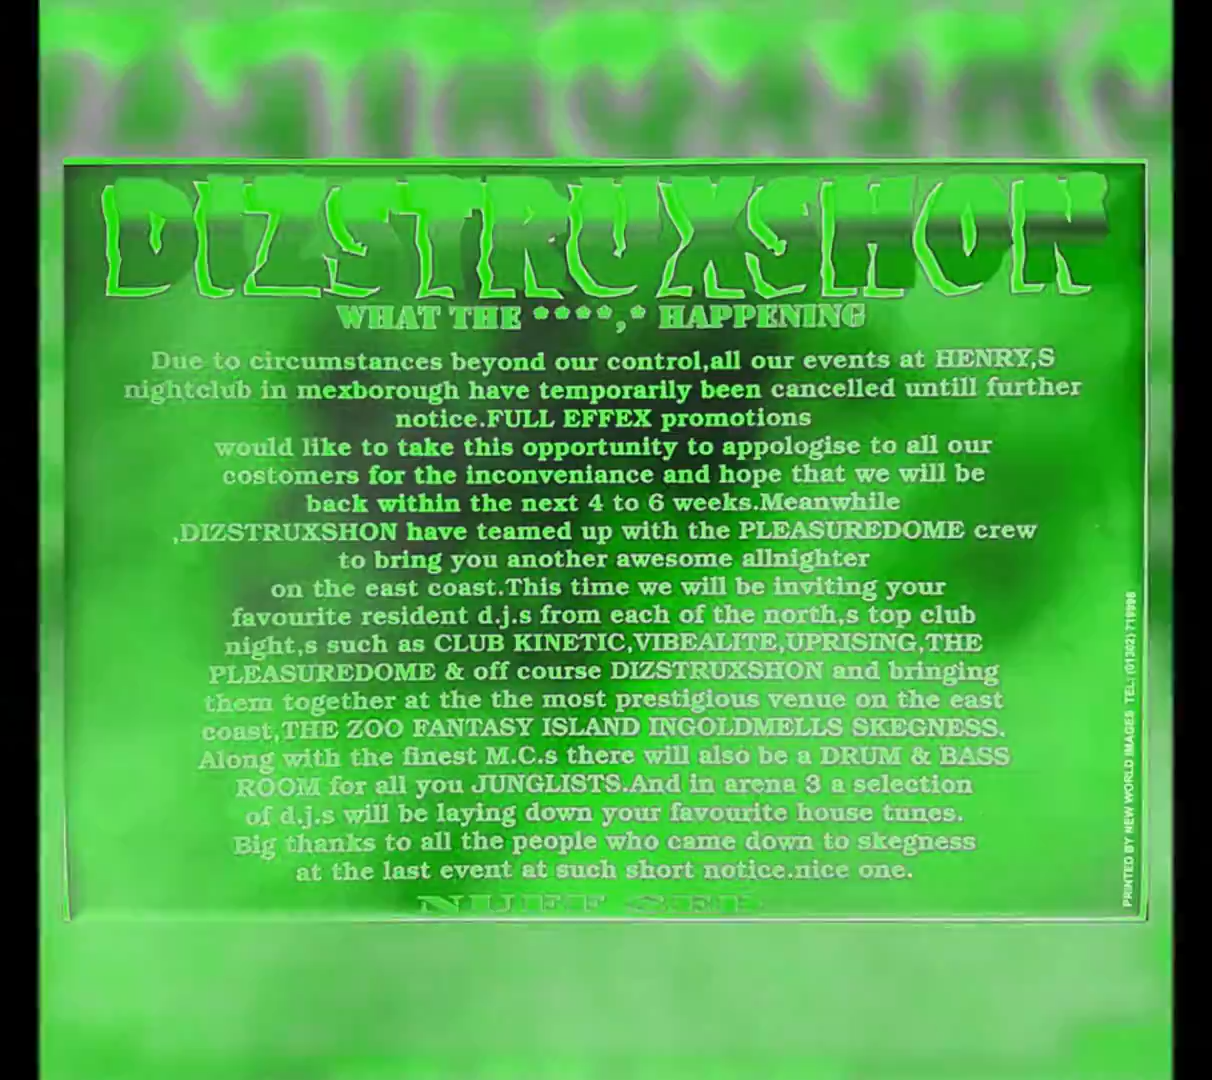 DIZSTRUXSHON
WHAT THE ****,* HAPPENING
Due to circumstances beyond our control,all our events at HENRY,S
nightclub in mexborough have temporarily been cancelled untill further
notice.FULL EFFEX promotions
would like to take this opportunity to appologise to all our
costomers for the inconveniance and hope that we will be
back within the next 4 to 6 weeks.Meanwhile
,DIZSTRUXSHON have teamed up with the PLEASUREDOME crew
to bring you another awesome allnighter
on the east coast.This time we will be inviting your
favourite resident d.j.s from each of the north,s top club
night,s such as CLUB KINETIC,VIBEALITE,UPRISING,THE
PLEASUREDOME & off course DIZSTRUXSHON and bringing
them together at the the most prestigious venue on the east
coast,THE ZOO FANTASY ISLAND INGOLDMELLS SKEGNESS.
Along with the finest M.C.s there will also be a DRUM & BASS
ROOM for all you JUNGLISTS.And in arena 3 a selection
of d.j.s will be laying down your favourite house tunes.
Big thanks to all the people who came down to skegness
at the last event at such short notice.nice one.
NUFF SED
PRINTED BY NEW WORLD IMAGES TEL: (01302) 719998